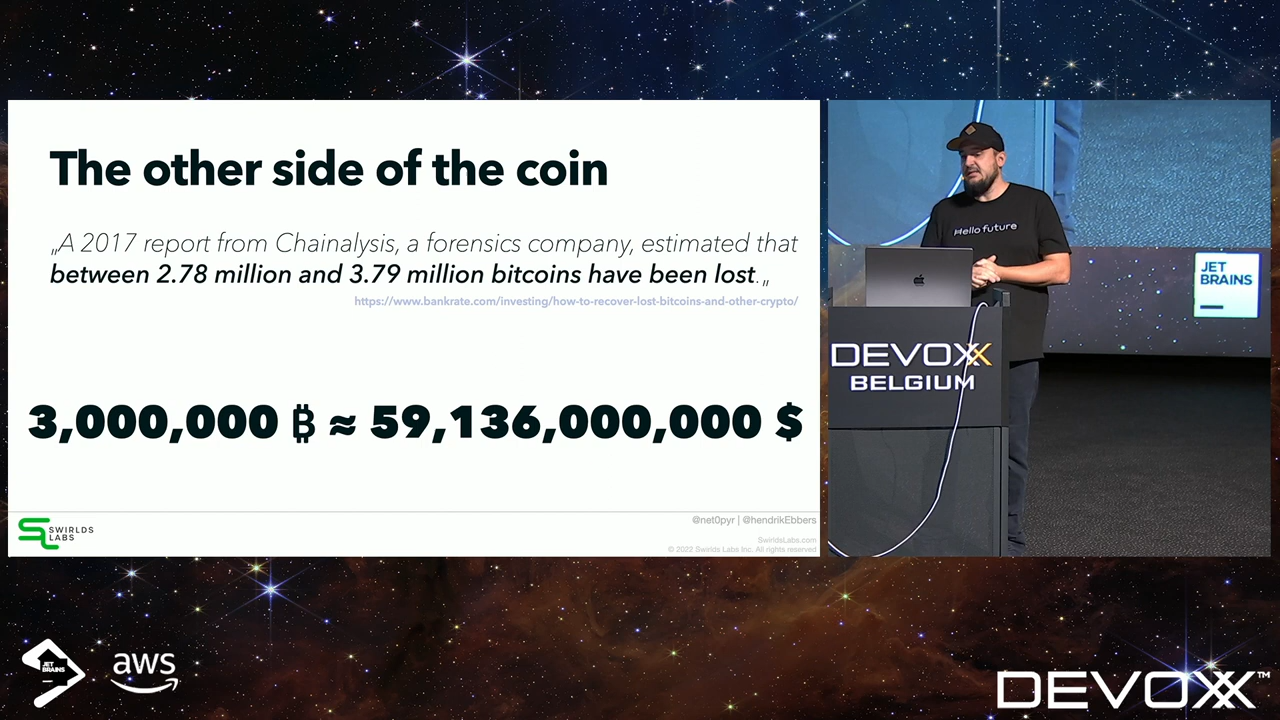 The other side of the coin
„A 2017 report from Chainalysis, a forensics company, estimated that
between 2.78 million and 3.79 million bitcoins have been lost.„
https://www.bankrate.com/investing/how-to-recover-lost-bitcoins-and-other-crypto/
3,000,000 ₿ ≈ 59,136,000,000 $
SWIRLDS
LABS
@net0pyr | @hendrikEbbers
SwirldsLabs.com
© 2022 Swirlds Labs Inc. All rights reserved
Hello future
JET
BRAINS
DEVOXX
BELGIUM
JET
BRAINS
aws
DEVOXX™